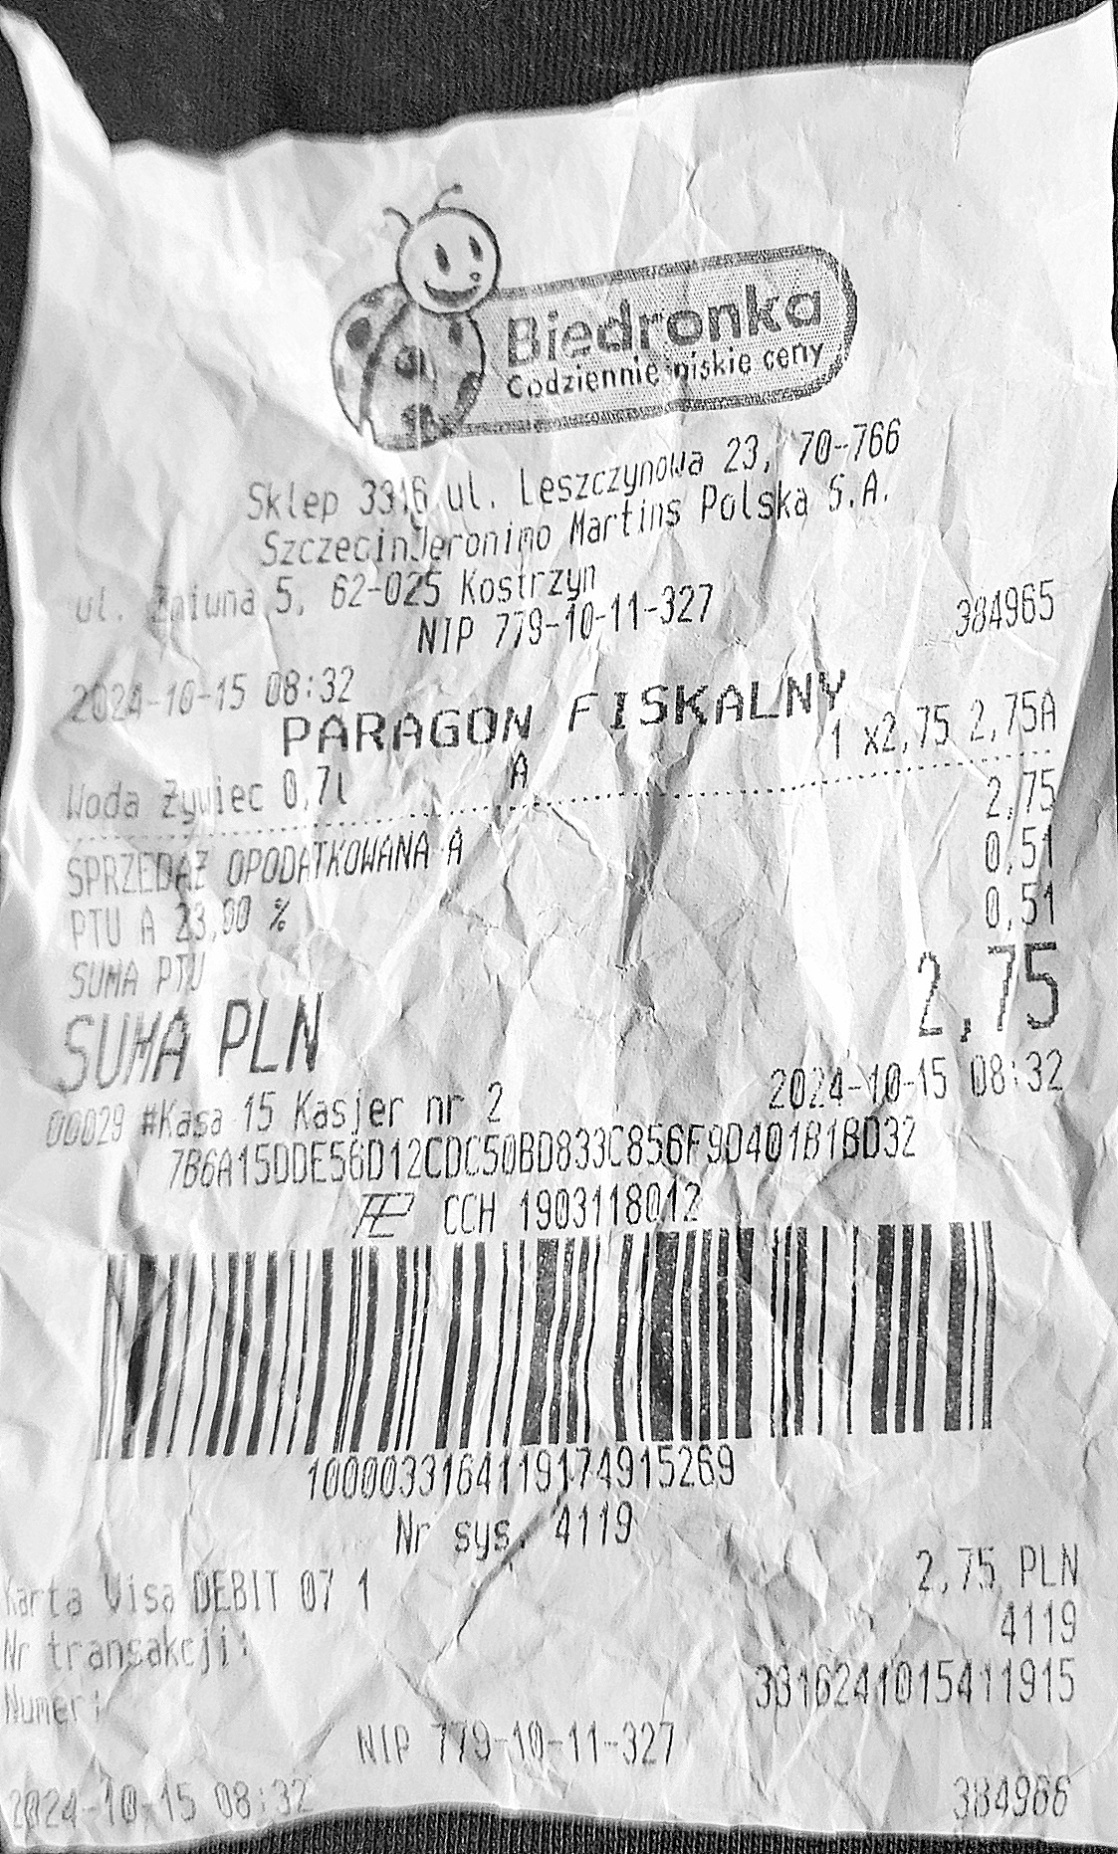 Biedronka
Codziennie niskie ceny
Sklep 3316 ul. Leszczynowa 23, 70-766
SzczecinJeronimo Martins Polska S.A.
ul. Żniwna 5, 62-025 Kostrzyn
NIP 779-10-11-327
2024-10-15 08:32 384965
PARAGON FISKALNY
Woda Żywiec 0,7l A 1 x2,75 2,75A
SPRZEDAŻ OPODATKOWANA A 2,75
PTU A 23,00 % 0,51
SUMA PTU 0,51
SUMA PLN 2,75
00029 #Kasa 15 Kasjer nr 2 2024-10-15 08:32
7B6A15DDE56D12CDC50BD833C856F9D401B1BD32
CCH 1903118012
1000033164119174915269
Nr sys. 4119
Karta Visa DEBIT 07 1 2,75 PLN
Nr transakcji: 4119
Numer: 3316241015411915
NIP 779-10-11-327
2024-10-15 08:32 384966